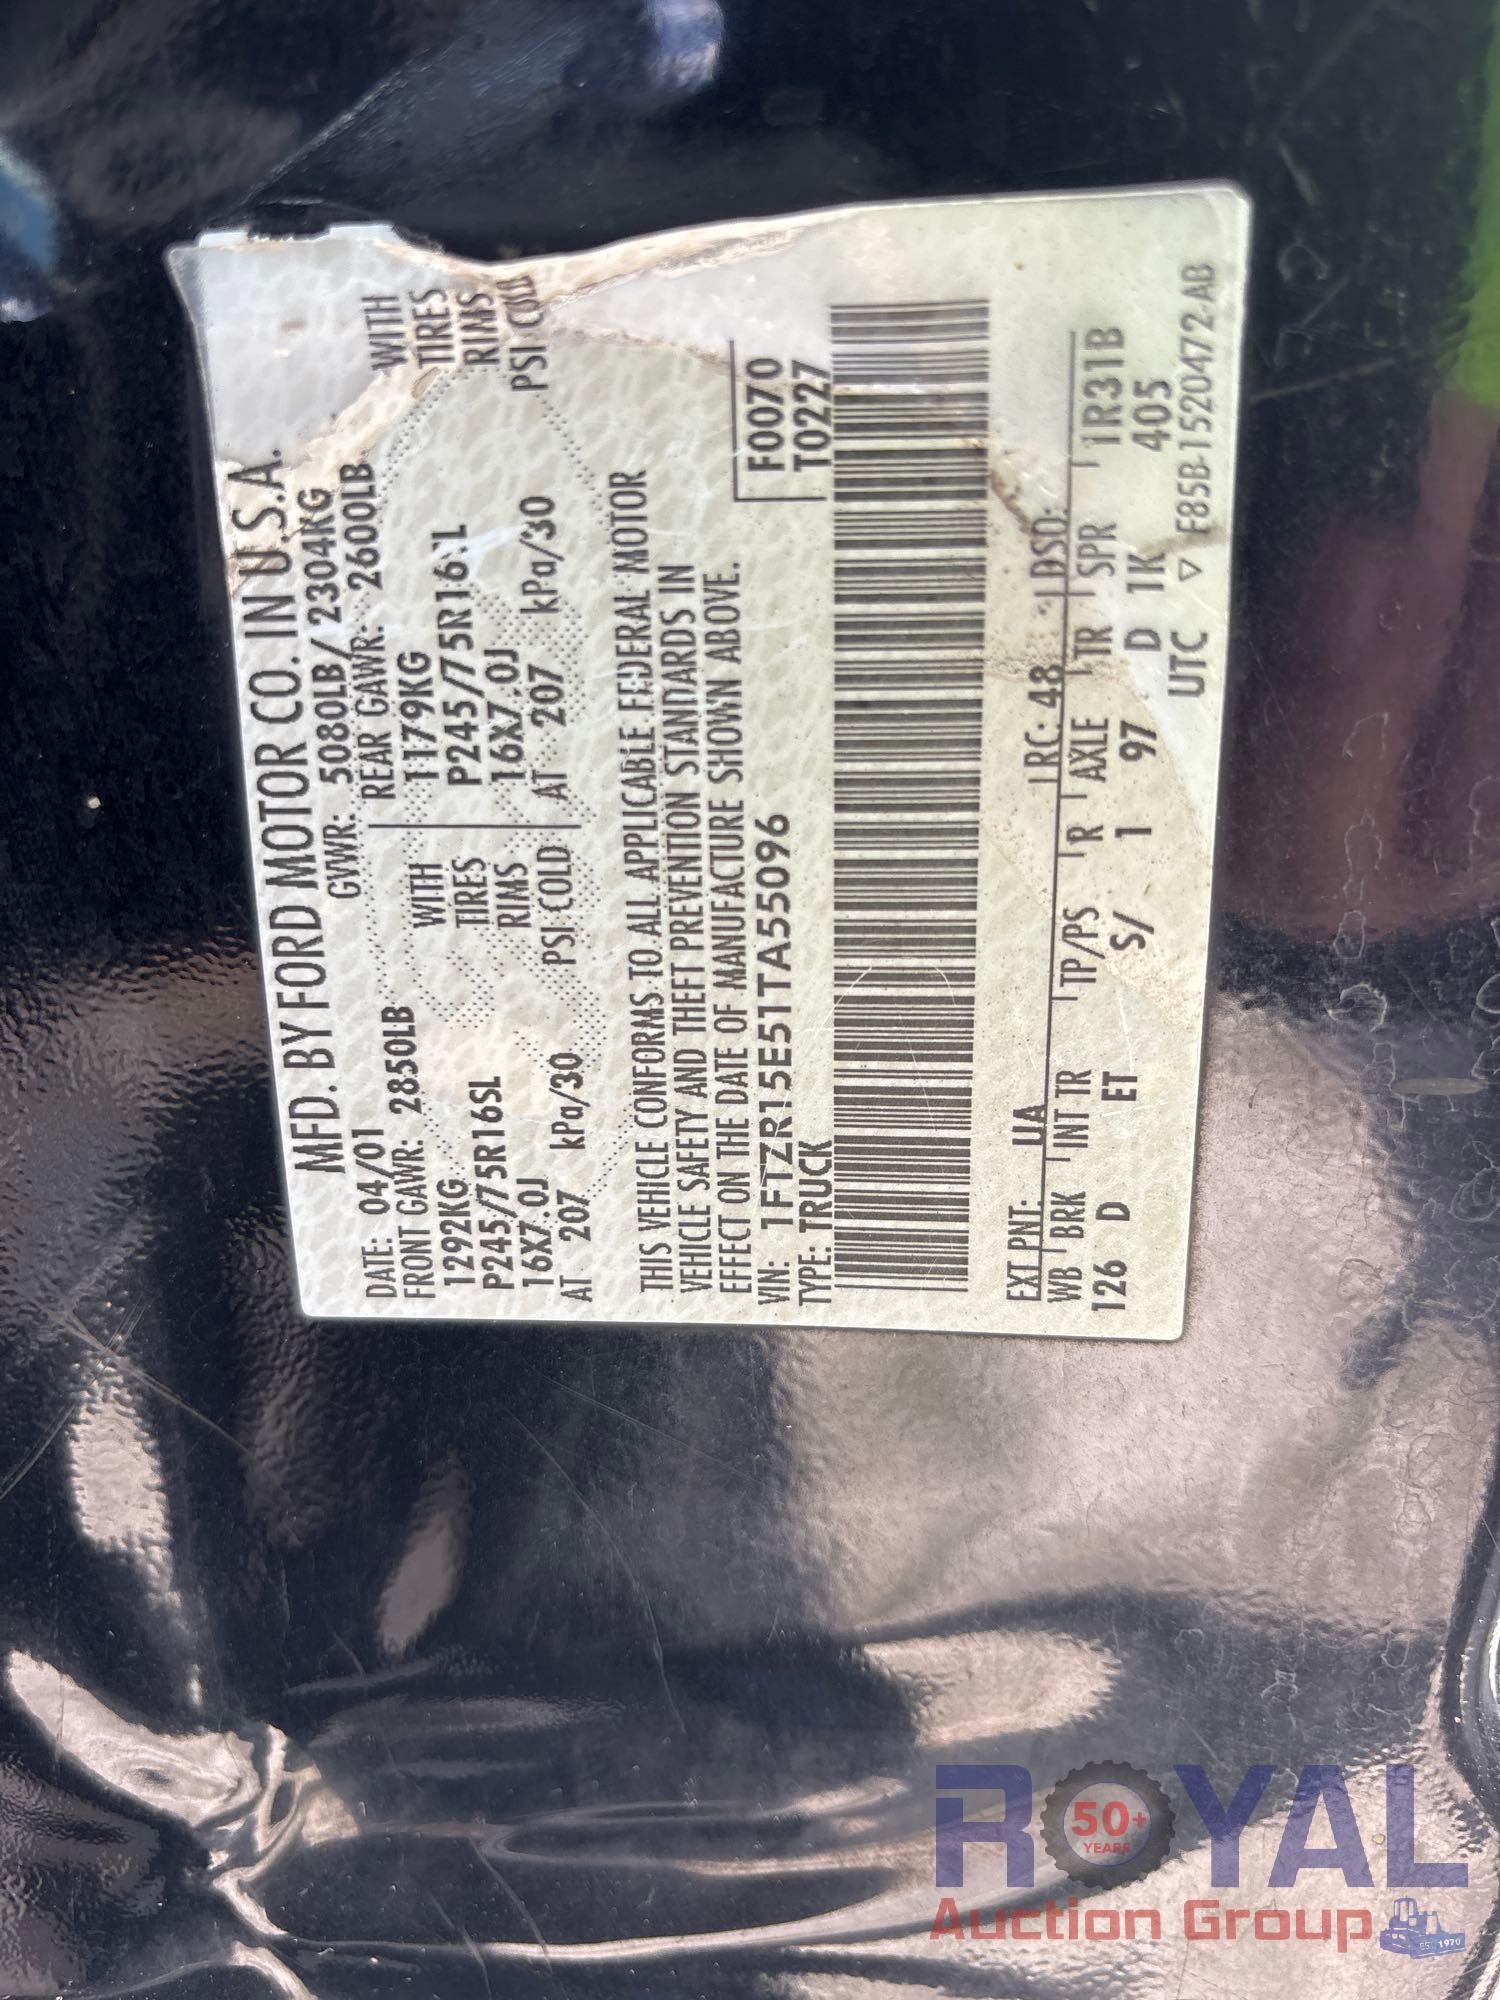 MFD. BY FORD MOTOR CO. IN U.S.A.
DATE: 04/01 GVWR: 5080LB/ 2304KG
FRONT GAWR: 2850LB REAR GAWR: 2600LB
1292KG WITH 1179KG WITH
P245/75R16SL TIRES P245/75R16SL TIRES
16X7.0J RIMS 16X7.0J RIMS
AT 207 kPa/30 PSI COLD AT 207 kPa/30 PSI COLD
THIS VEHICLE CONFORMS TO ALL APPLICABLE FEDERAL MOTOR
VEHICLE SAFETY AND THEFT PREVENTION STANDARDS IN
EFFECT ON THE DATE OF MANUFACTURE SHOWN ABOVE.
VIN: 1FTZR15E51TA55096 F0070
TYPE: TRUCK T0227
EXT PNT: UA RC: 48 DSO:
WB BRK INT TR TP/PS R AXLE TR SPR 1R31B
126 D ET S/ 1 97 D 1K 405
UTC ▽ F85B-1520472-AB
ROYAL
50+
YEARS
Auction Group
EST. 1970